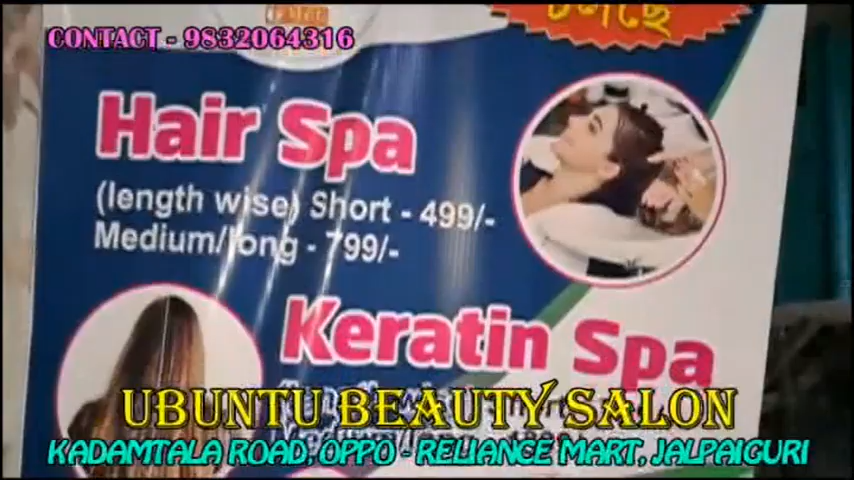 চলছে
CONTACT - 9832064316
Hair Spa
(length wise) Short - 499/-
Medium/long - 799/-
Keratin Spa
UBUNTU BEAUTY SALON
KADAMTALA ROAD, OPPO - RELIANCE MART, JALPAIGURI